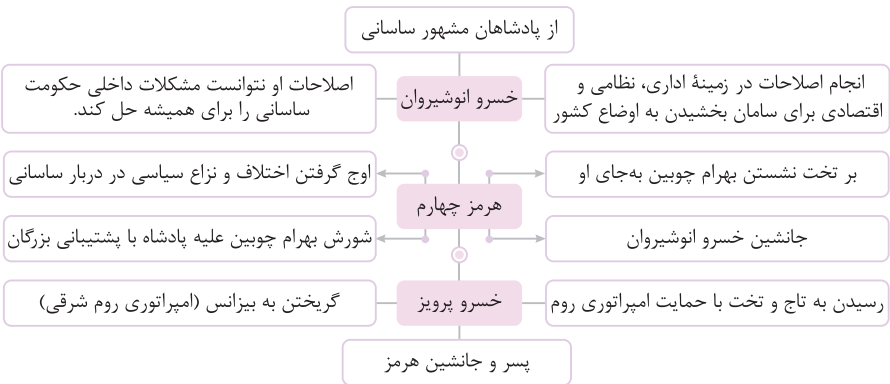 از پادشاهان مشهور ساسانی
انجام اصلاحات در زمینهٔ اداری، نظامی و
اقتصادی برای سامان بخشیدن به اوضاع کشور
خسرو انوشیروان
اصلاحات او نتوانست مشکلات داخلی حکومت
ساسانی را برای همیشه حل کند.
بر تخت نشستن بهرام چوبین به‌جای او
اوج گرفتن اختلاف و نزاع سیاسی در دربار ساسانی
هرمز چهارم
جانشین خسرو انوشیروان
شورش بهرام چوبین علیه پادشاه با پشتیبانی بزرگان
رسیدن به تاج و تخت با حمایت امپراتوری روم
خسرو پرویز
گریختن به بیزانس (امپراتوری روم شرقی)
پسر و جانشین هرمز